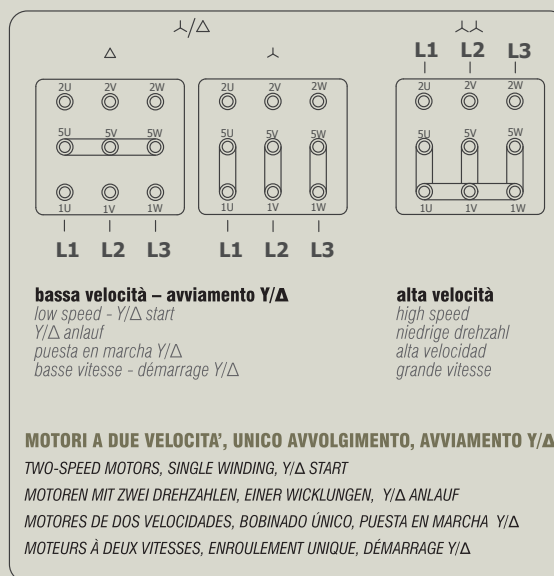 ⅄/△
△ ⅄ ⅄⅄
L1 L2 L3
2U 2V 2W 2U 2V 2W 2U 2V 2W
5U 5V 5W 5U 5V 5W 5U 5V 5W
1U 1V 1W 1U 1V 1W 1U 1V 1W
L1 L2 L3 L1 L2 L3
bassa velocità – avviamento Y/Δ
low speed - Y/Δ start
Y/Δ anlauf
puesta en marcha Y/Δ
basse vitesse - démarrage Y/Δ
alta velocità
high speed
niedrige drehzahl
alta velocidad
grande vitesse
MOTORI A DUE VELOCITA', UNICO AVVOLGIMENTO, AVVIAMENTO Y/Δ
TWO-SPEED MOTORS, SINGLE WINDING, Y/Δ START
MOTOREN MIT ZWEI DREHZAHLEN, EINER WICKLUNGEN, Y/Δ ANLAUF
MOTORES DE DOS VELOCIDADES, BOBINADO ÚNICO, PUESTA EN MARCHA Y/Δ
MOTEURS À DEUX VITESSES, ENROULEMENT UNIQUE, DÉMARRAGE Y/Δ